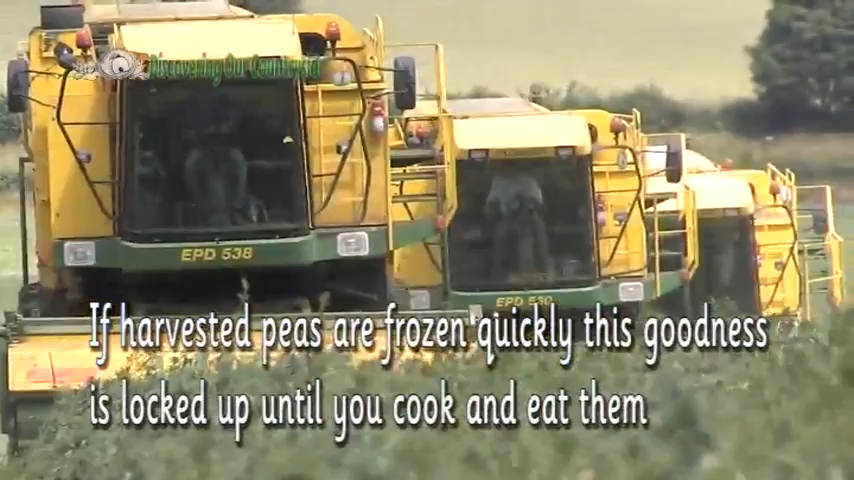 Discovering Our Countryside
EPD 538
EPD 530
If harvested peas are frozen quickly this goodness
is locked up until you cook and eat them